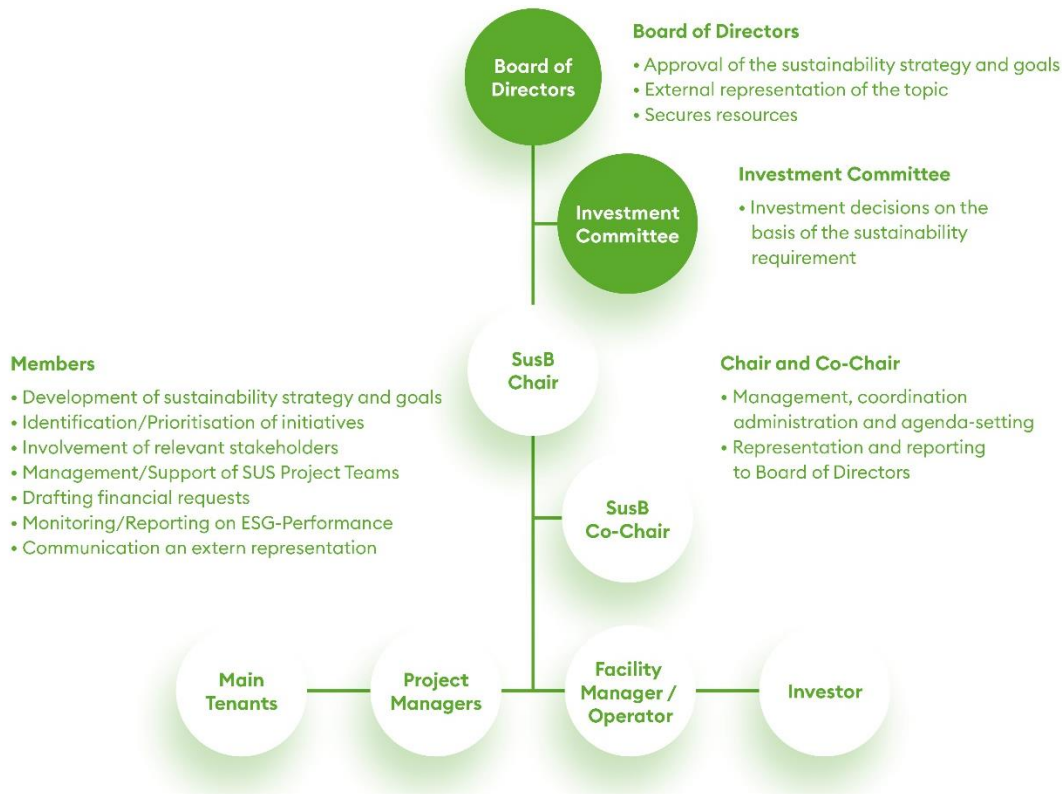 Board of
Directors
Board of Directors
• Approval of the sustainability strategy and goals
• External representation of the topic
• Secures resources
Investment
Committee
Investment Committee
• Investment decisions on the
basis of the sustainability
requirement
SusB
Chair
Members
• Development of sustainability strategy and goals
• Identification/Prioritisation of initiatives
• Involvement of relevant stakeholders
• Management/Support of SUS Project Teams
• Drafting financial requests
• Monitoring/Reporting on ESG-Performance
• Communication an extern representation
Chair and Co-Chair
• Management, coordination
administration and agenda-setting
• Representation and reporting
to Board of Directors
SusB
Co-Chair
Main
Tenants
Project
Managers
Facility
Manager /
Operator
Investor